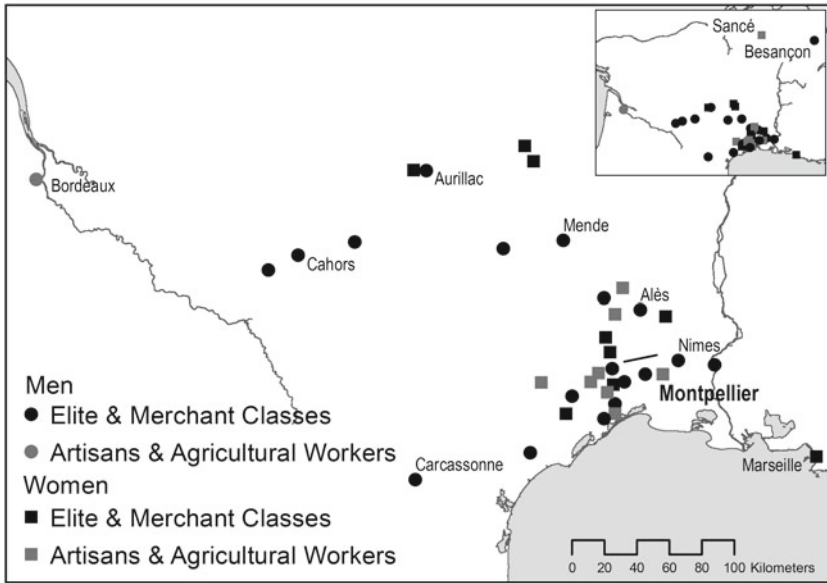 Sancé
Besançon
Bordeaux
Aurillac
Mende
Cahors
Alès
Nimes
Men
Elite & Merchant Classes
Montpellier
Artisans & Agricultural Workers
Women
Carcassonne
Marseille
Elite & Merchant Classes
Artisans & Agricultural Workers
0 20 40 60 80 100 Kilometers